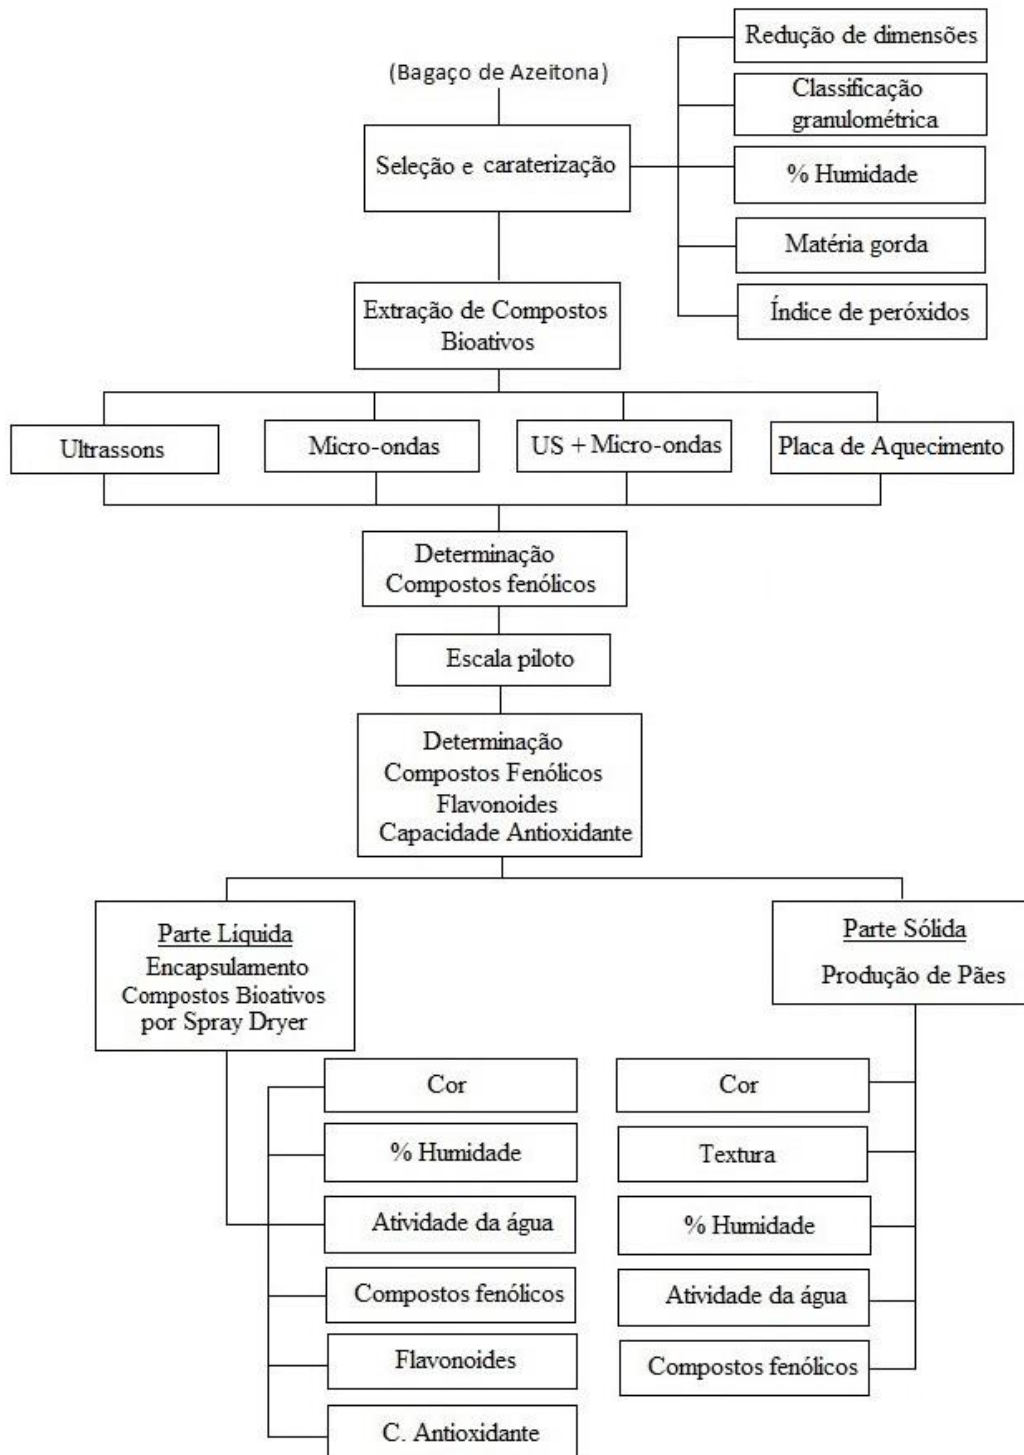 (Bagaço de Azeitona)
Seleção e caraterização
Redução de dimensões
Classificação
granulométrica
% Humidade
Matéria gorda
Índice de peróxidos
Extração de Compostos
Bioativos
Ultrassons
Micro-ondas
US + Micro-ondas
Placa de Aquecimento
Determinação
Compostos fenólicos
Escala piloto
Determinação
Compostos Fenólicos
Flavonoides
Capacidade Antioxidante
Parte Líquida
Encapsulamento
Compostos Bioativos
por Spray Dryer
Cor
% Humidade
Atividade da água
Compostos fenólicos
Flavonoides
C. Antioxidante
Parte Sólida
Produção de Pães
Cor
Textura
% Humidade
Atividade da água
Compostos fenólicos